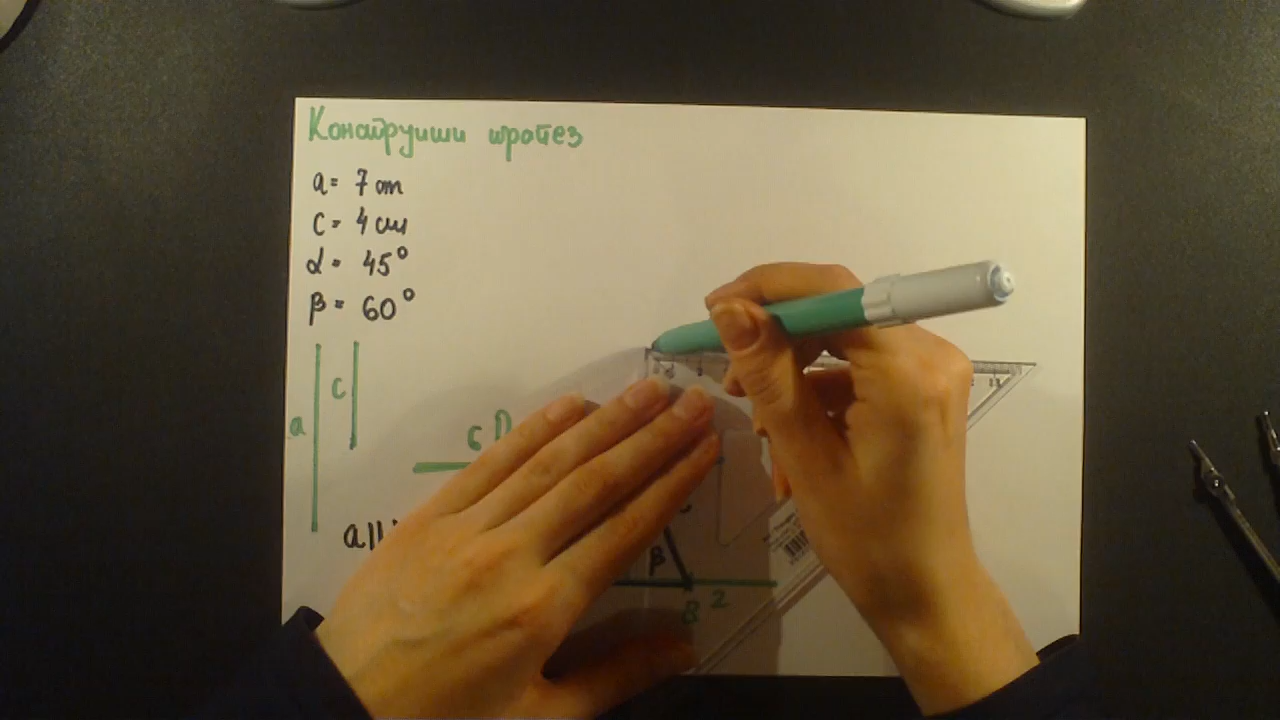 Конструиши трапез
a = 7 cm
c = 4 cm
α = 45°
β = 60°
c
a
c D
a||
β
B 2